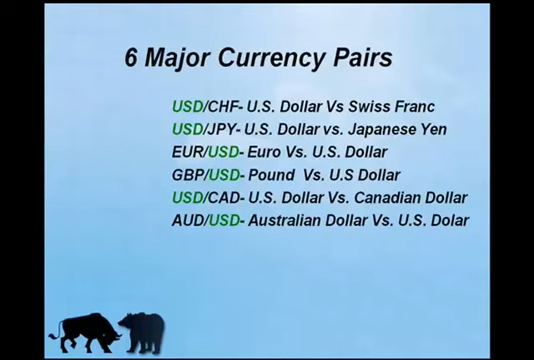 6 Major Currency Pairs
USD/CHF- U.S. Dollar Vs Swiss Franc
USD/JPY- U.S. Dollar vs. Japanese Yen
EUR/USD- Euro Vs. U.S. Dollar
GBP/USD- Pound Vs. U.S Dollar
USD/CAD- U.S. Dollar Vs. Canadian Dollar
AUD/USD- Australian Dollar Vs. U.S. Dolar